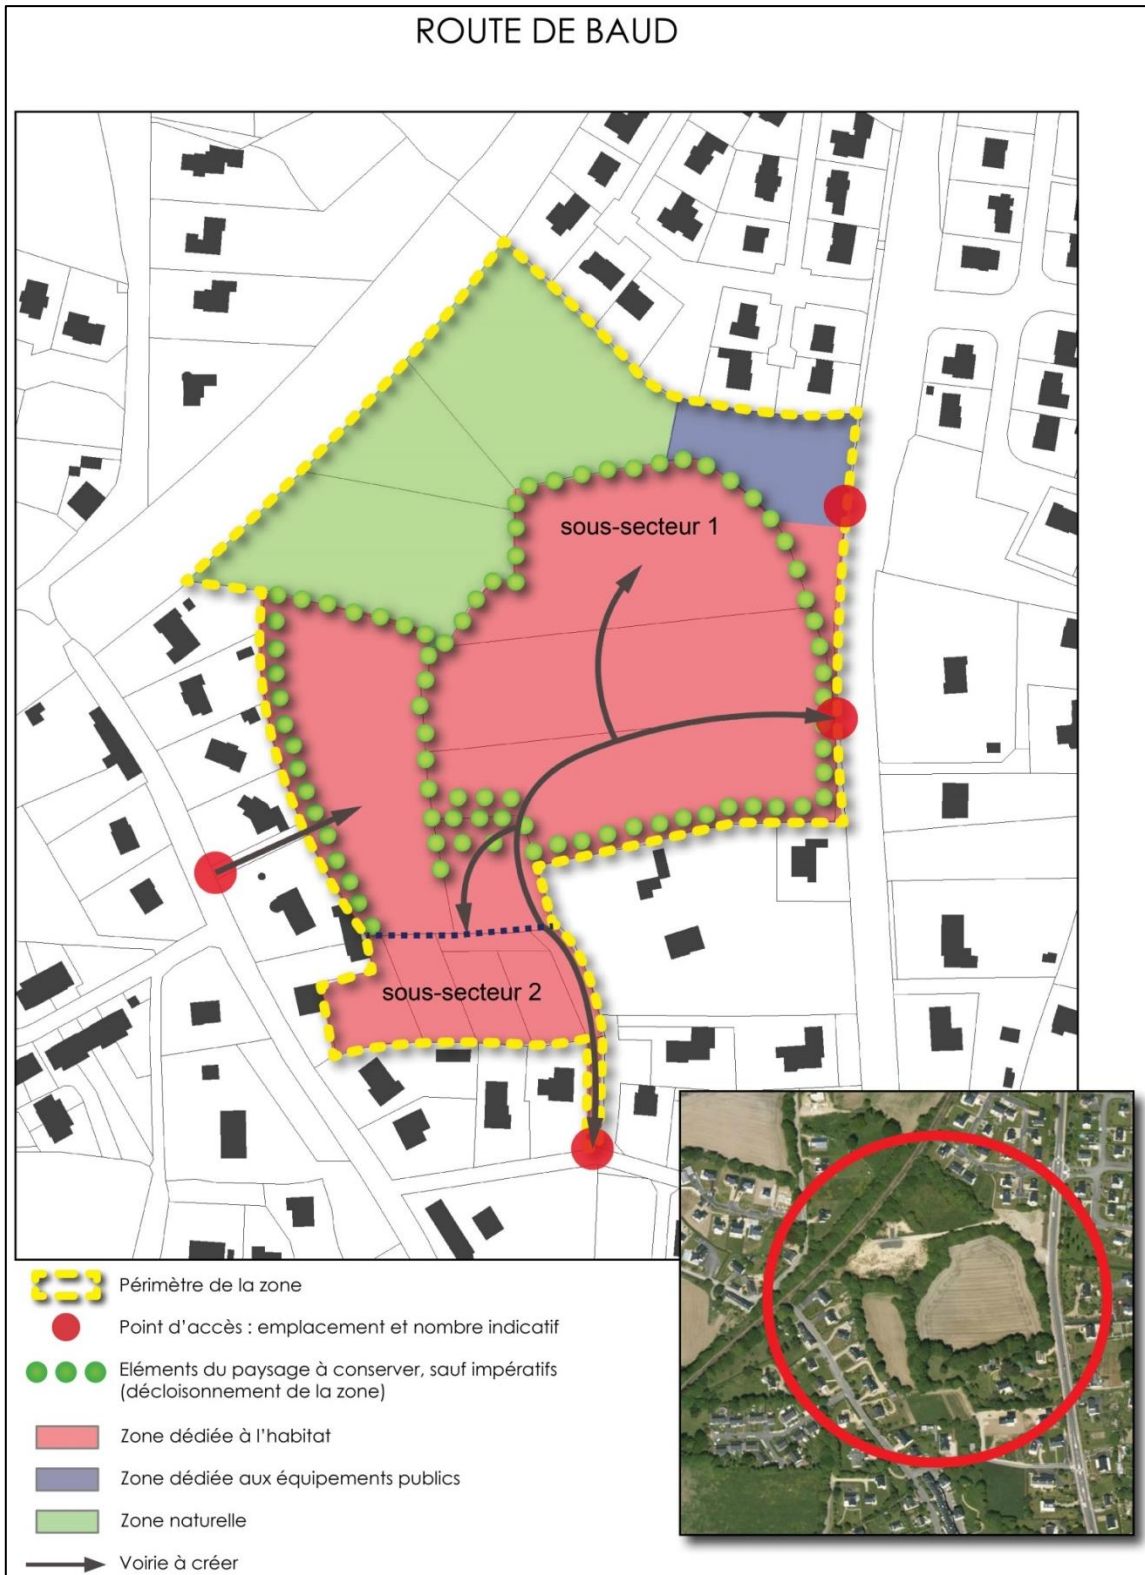 ROUTE DE BAUD
sous-secteur 1
sous-secteur 2
Périmètre de la zone
Point d'accès : emplacement et nombre indicatif
Eléments du paysage à conserver, sauf impératifs
(décloisonnement de la zone)
Zone dédiée à l'habitat
Zone dédiée aux équipements publics
Zone naturelle
Voirie à créer